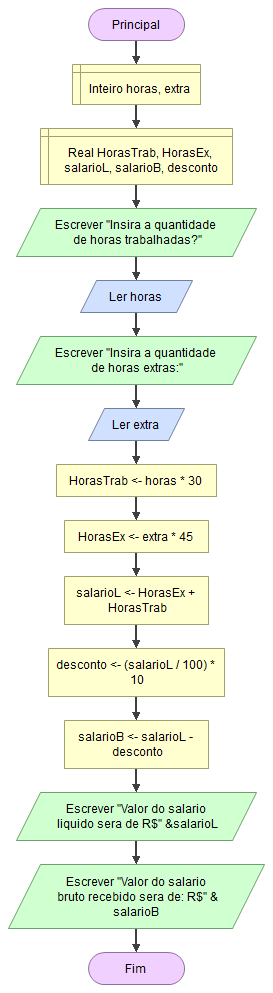 Principal
Inteiro horas, extra
Real HorasTrab, HorasEx,
salarioL, salarioB, desconto
Escrever "Insira a quantidade
de horas trabalhadas?"
Ler horas
Escrever "Insira a quantidade
de horas extras:"
Ler extra
HorasTrab <- horas * 30
HorasEx <- extra * 45
salarioL <- HorasEx +
HorasTrab
desconto <- (salarioL / 100) *
10
salarioB <- salarioL -
desconto
Escrever "Valor do salario
liquido sera de R$" &salarioL
Escrever "Valor do salario
bruto recebido sera de: R$" &
salarioB
Fim